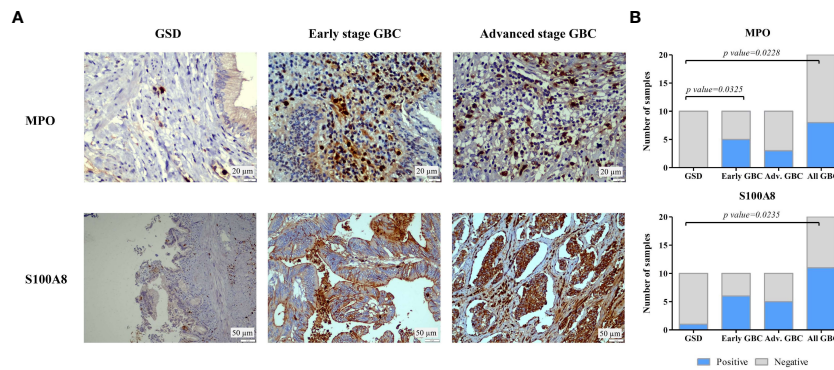 A
GSD
Early stage GBC
Advanced stage GBC
MPO
20 µm
20 µm
20 µm
S100A8
50 µm
50 µm
50 µm
B
MPO
Number of samples
20
15
10
5
0
p value=0.0228
p value=0.0325
GSD
Early GBC
Adv. GBC
All GBC
S100A8
Number of samples
20
15
10
5
0
p value=0.0235
GSD
Early GBC
Adv. GBC
All GBC
Positive
Negative